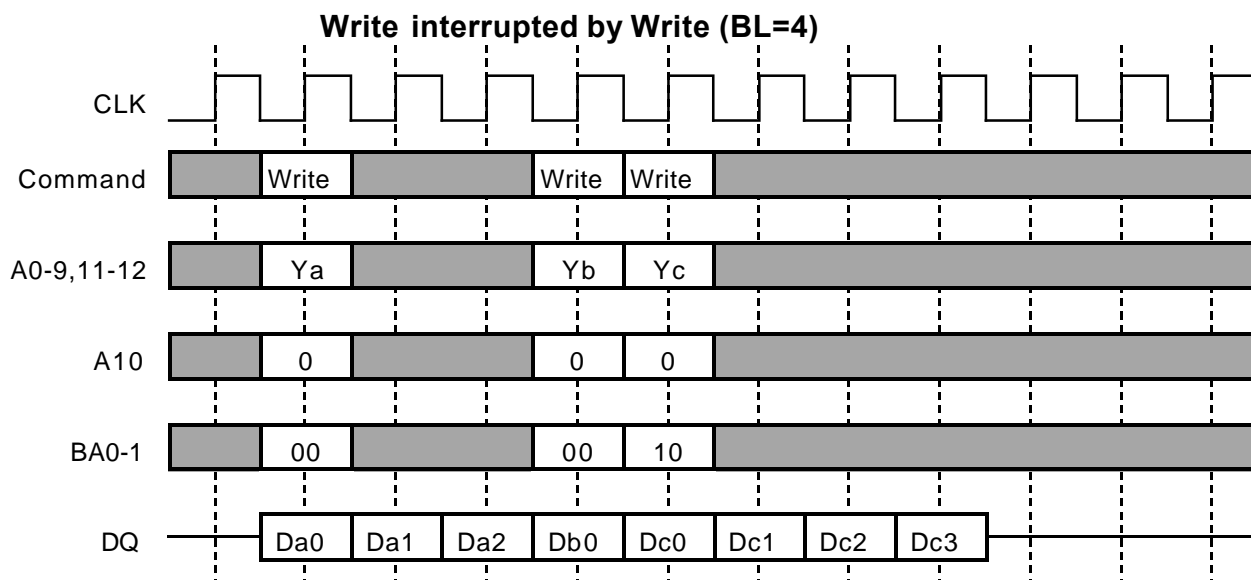 Write interrupted by Write (BL=4)
CLK
Command Write Write Write
A0-9,11-12 Ya Yb Yc
A10 0 0 0
BA0-1 00 00 10
DQ Da0 Da1 Da2 Db0 Dc0 Dc1 Dc2 Dc3